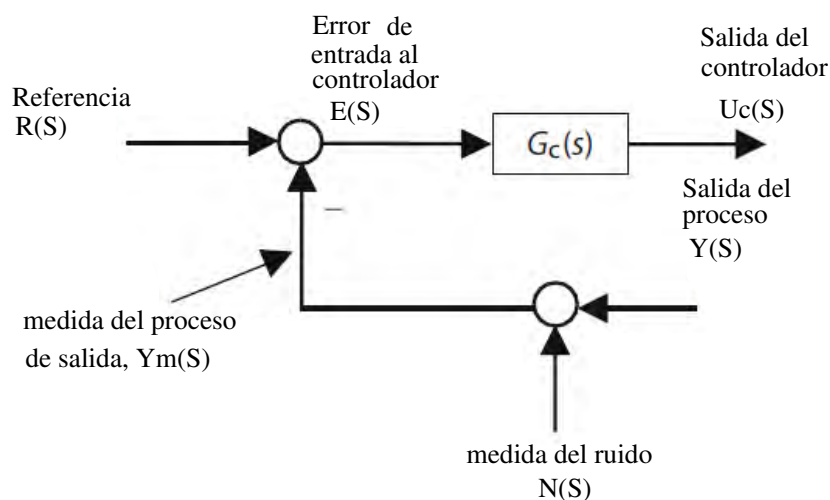 Error de
entrada al
controlador
E(S)
Salida del
controlador
Uc(S)
Referencia
R(S)
Gc(s)
Salida del
proceso
Y(S)
–
medida del proceso
de salida, Ym(S)
medida del ruido
N(S)